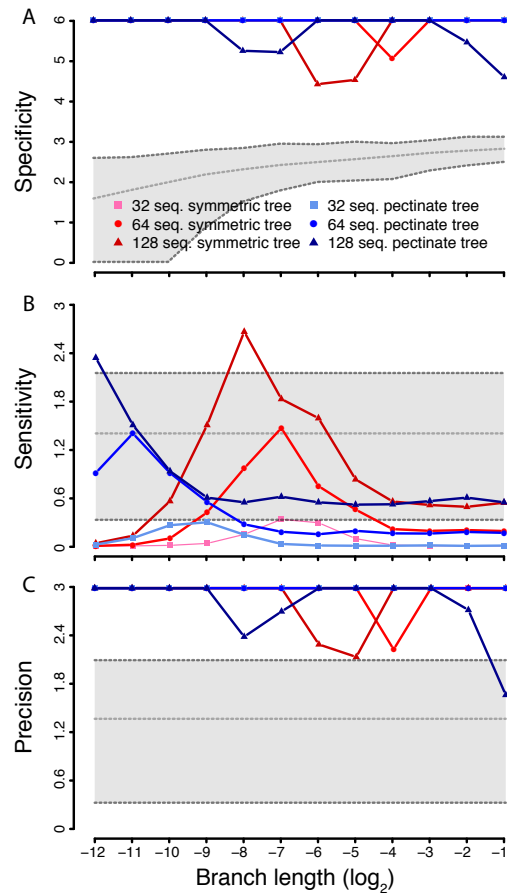 A
6
5
4
3
2
1
0
Specificity
32 seq. symmetric tree
64 seq. symmetric tree
128 seq. symmetric tree
32 seq. pectinate tree
64 seq. pectinate tree
128 seq. pectinate tree
B
3
2.4
1.8
1.2
0.6
0
Sensitivity
C
3
2.4
1.8
1.2
0.6
0
Precision
−12 −11 −10 −9 −8 −7 −6 −5 −4 −3 −2 −1
Branch length (log2)